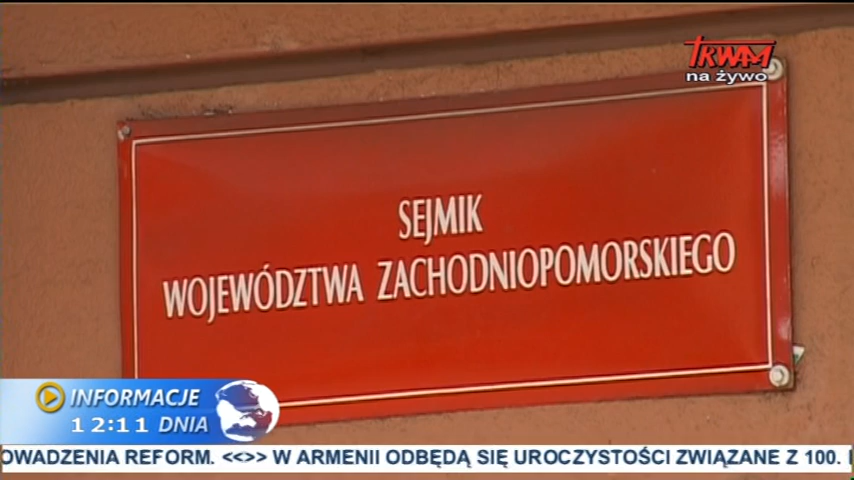 TRWAM
na żywo
SEJMIK
WOJEWÓDZTWA ZACHODNIOPOMORSKIEGO
INFORMACJE
12:11 DNIA
OWADZENIA REFORM. <<>> W ARMENII ODBĘDĄ SIĘ UROCZYSTOŚCI ZWIĄZANE Z 100.